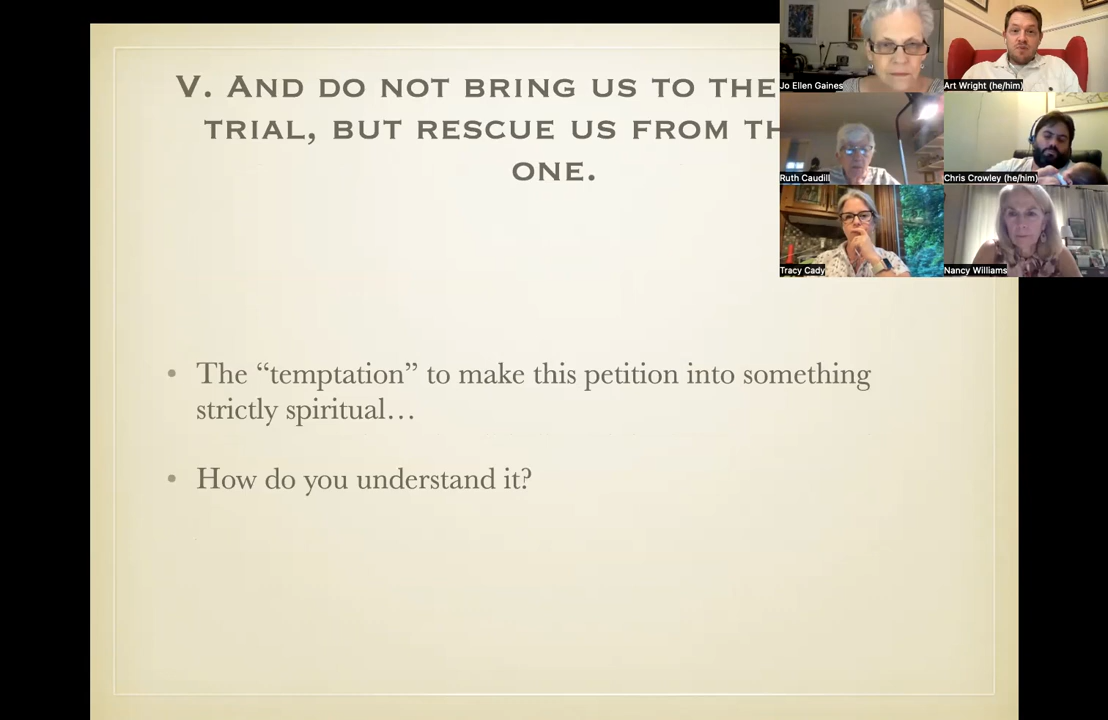 V. AND DO NOT BRING US TO THE
TRIAL, BUT RESCUE US FROM TH
ONE.
• The “temptation” to make this petition into something
strictly spiritual…
• How do you understand it?
Jo Ellen Gaines
Art Wright (he/him)
Ruth Caudill
Chris Crowley (he/him)
Tracy Cady
Nancy Williams